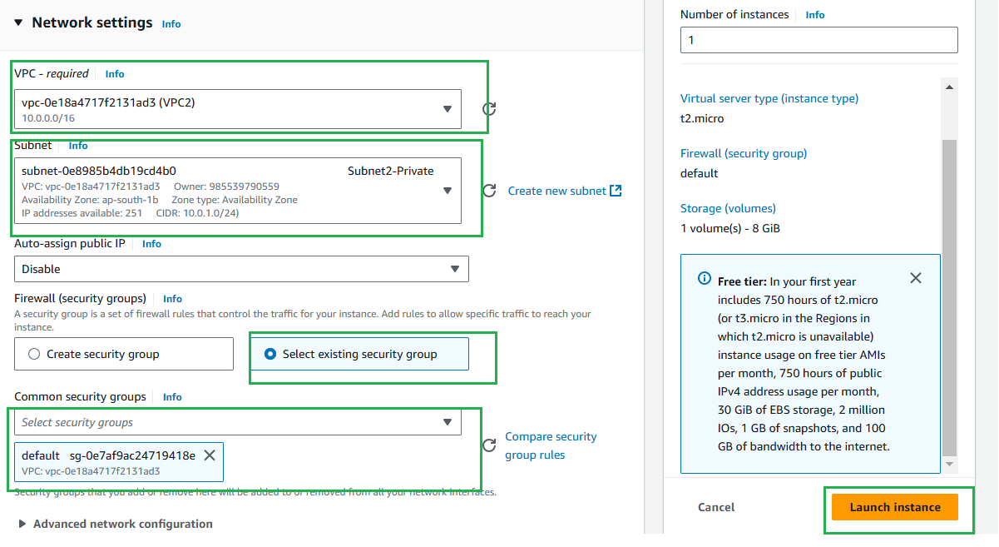 Network settings Info
VPC - required Info
vpc-0e18a4717f2131ad3 (VPC2)
10.0.0.0/16
Subnet Info
subnet-0e8985b4db19cd4b0 Subnet2-Private
VPC: vpc-0e18a4717f2131ad3 Owner: 985539790559
Availability Zone: ap-south-1b Zone type: Availability Zone
IP addresses available: 251 CIDR: 10.0.1.0/24)
Create new subnet
Auto-assign public IP Info
Disable
Firewall (security groups) Info
A security group is a set of firewall rules that control the traffic for your instance. Add rules to allow specific traffic to reach your
instance.
Create security group
Select existing security group
Common security groups Info
Select security groups
default sg-0e7af9ac24719418e
VPC: vpc-0e18a4717f2131ad3
Compare security
group rules
Security groups that you add or remove here will be added to or removed from all your network interfaces.
Advanced network configuration
Number of instances Info
1
Virtual server type (instance type)
t2.micro
Firewall (security group)
default
Storage (volumes)
1 volume(s) - 8 GiB
Free tier: In your first year
includes 750 hours of t2.micro
(or t3.micro in the Regions in
which t2.micro is unavailable)
instance usage on free tier AMIs
per month, 750 hours of public
IPv4 address usage per month,
30 GiB of EBS storage, 2 million
IOs, 1 GB of snapshots, and 100
GB of bandwidth to the internet.
Cancel
Launch instance